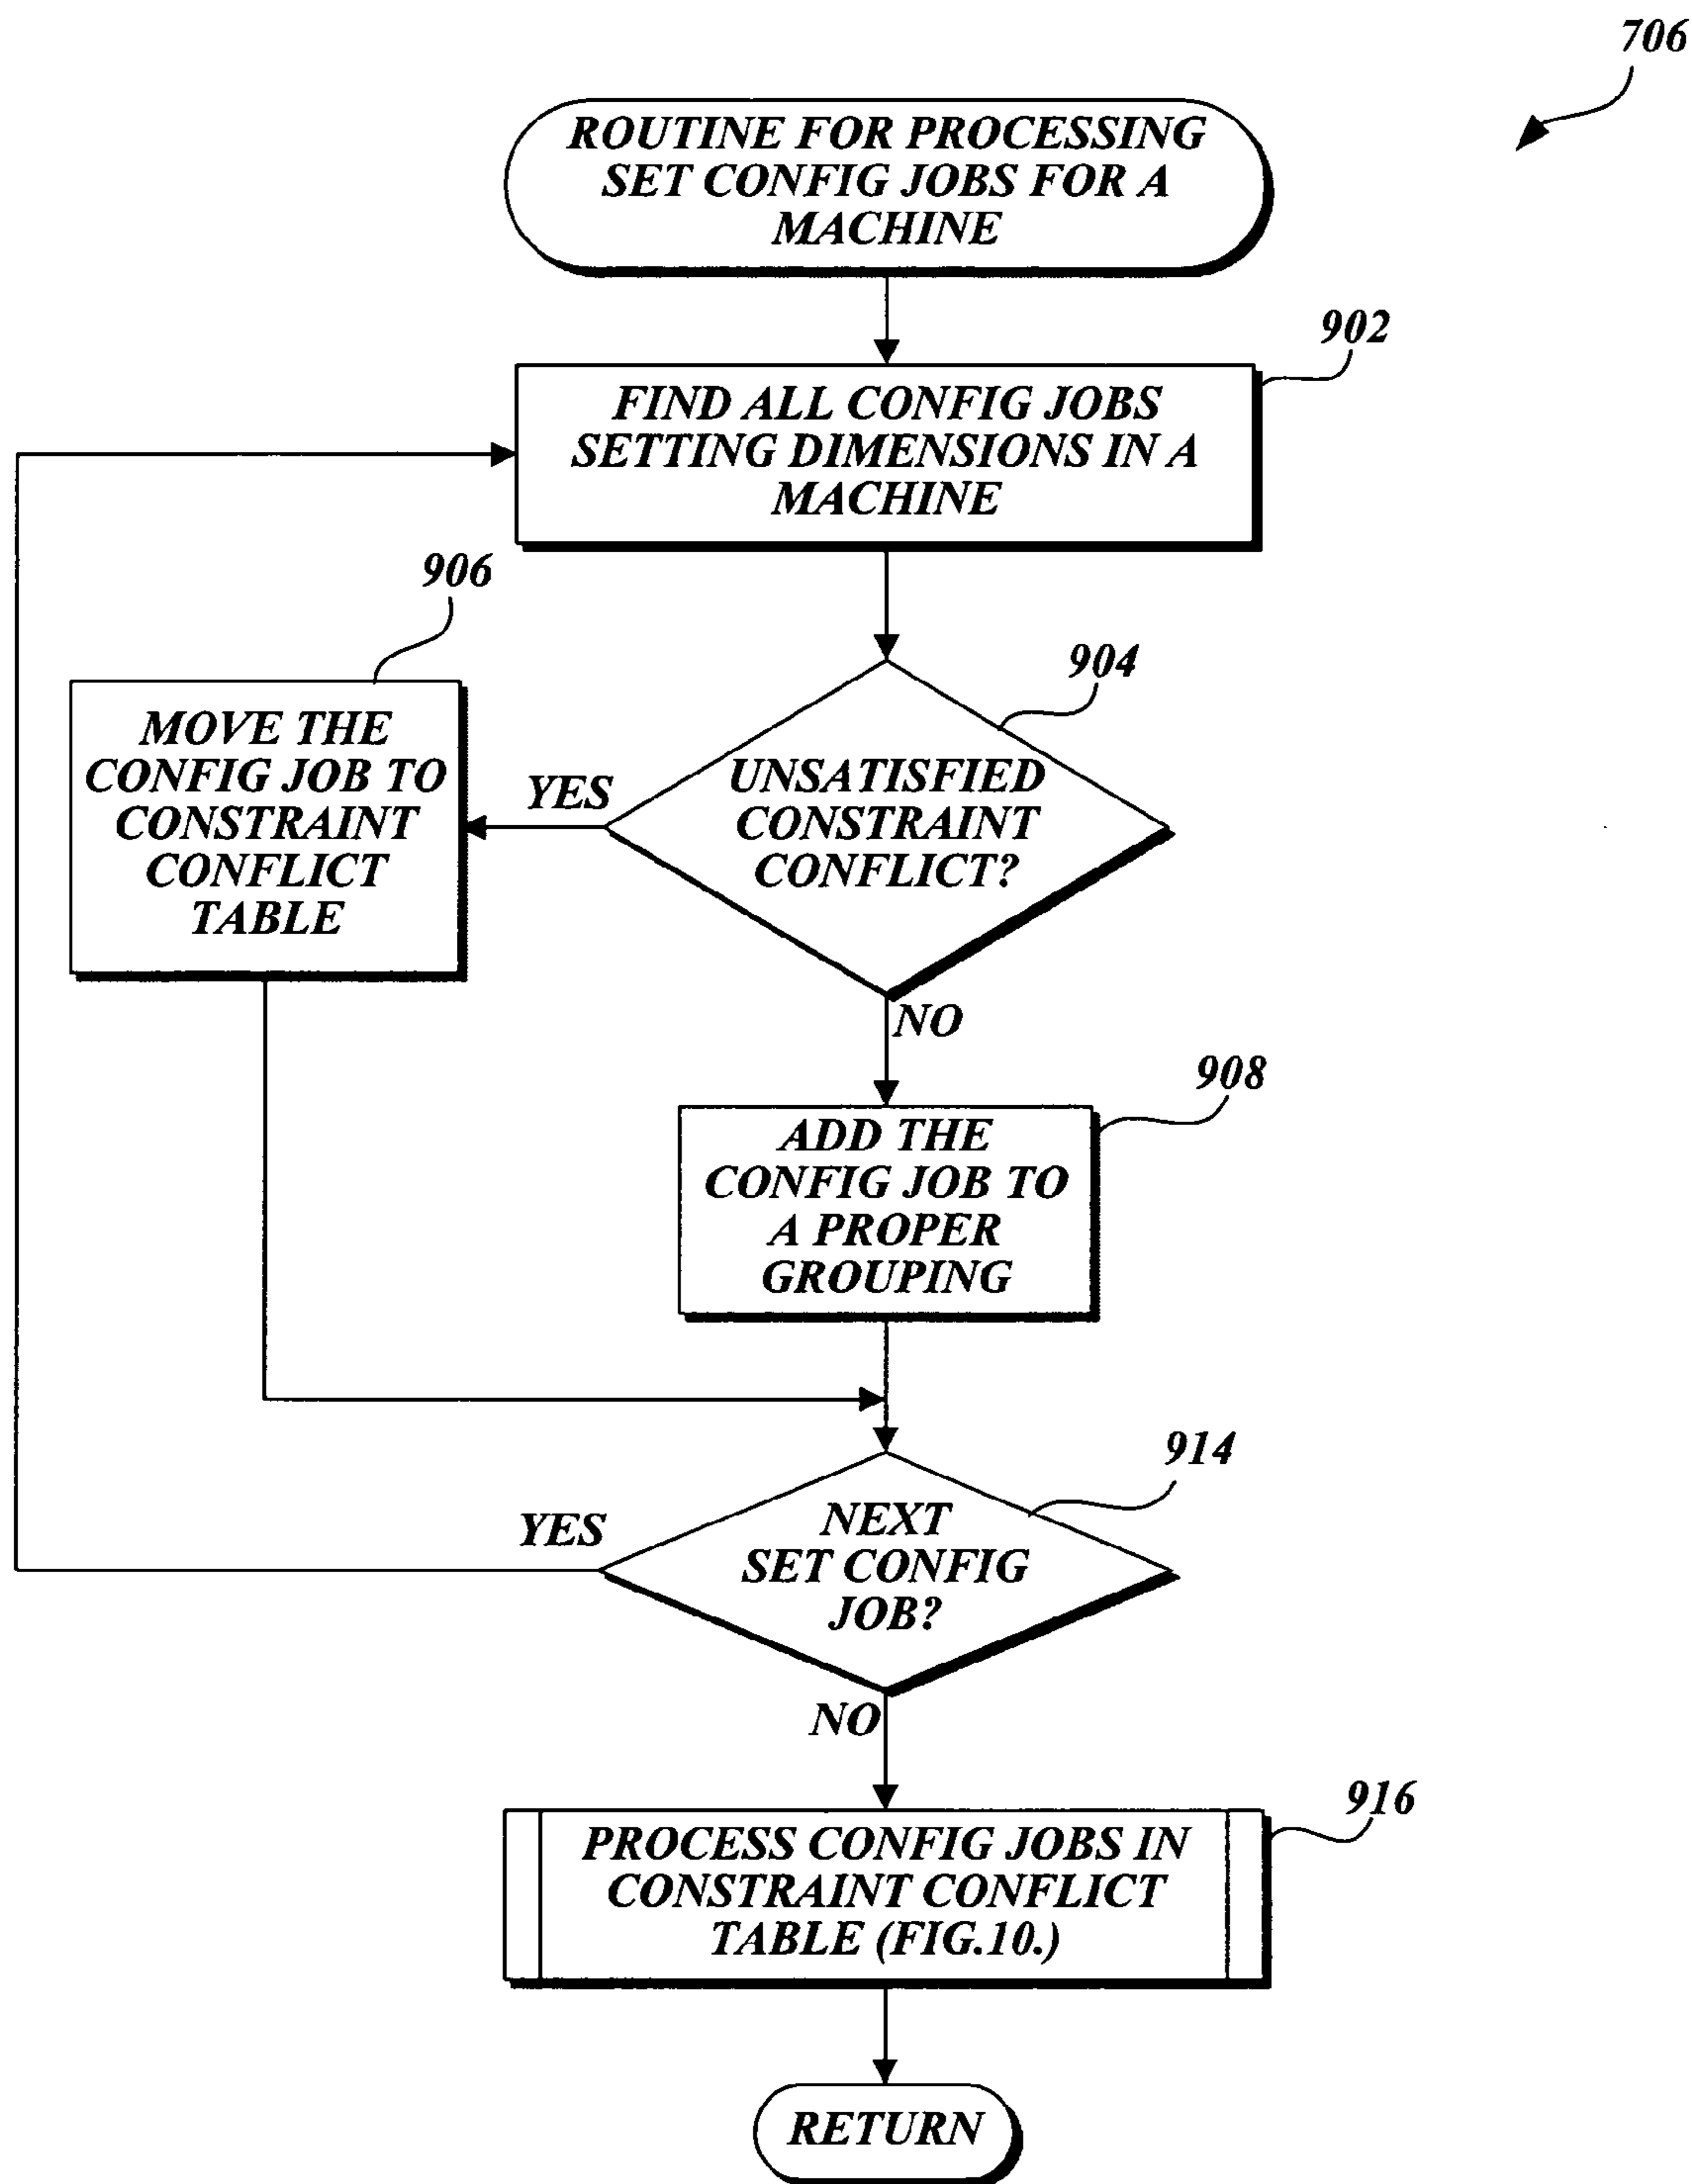 706
ROUTINE FOR PROCESSING
SET CONFIG JOBS FOR A
MACHINE
902
FIND ALL CONFIG JOBS
SETTING DIMENSIONS IN A
MACHINE
906
904
MOVE THE
CONFIG JOB TO
CONSTRAINT
CONFLICT
TABLE
YES
UNSATISFIED
CONSTRAINT
CONFLICT?
NO
908
ADD THE
CONFIG JOB TO
A PROPER
GROUPING
914
YES
NEXT
SET CONFIG
JOB?
NO
916
PROCESS CONFIG JOBS IN
CONSTRAINT CONFLICT
TABLE (FIG.10.)
RETURN